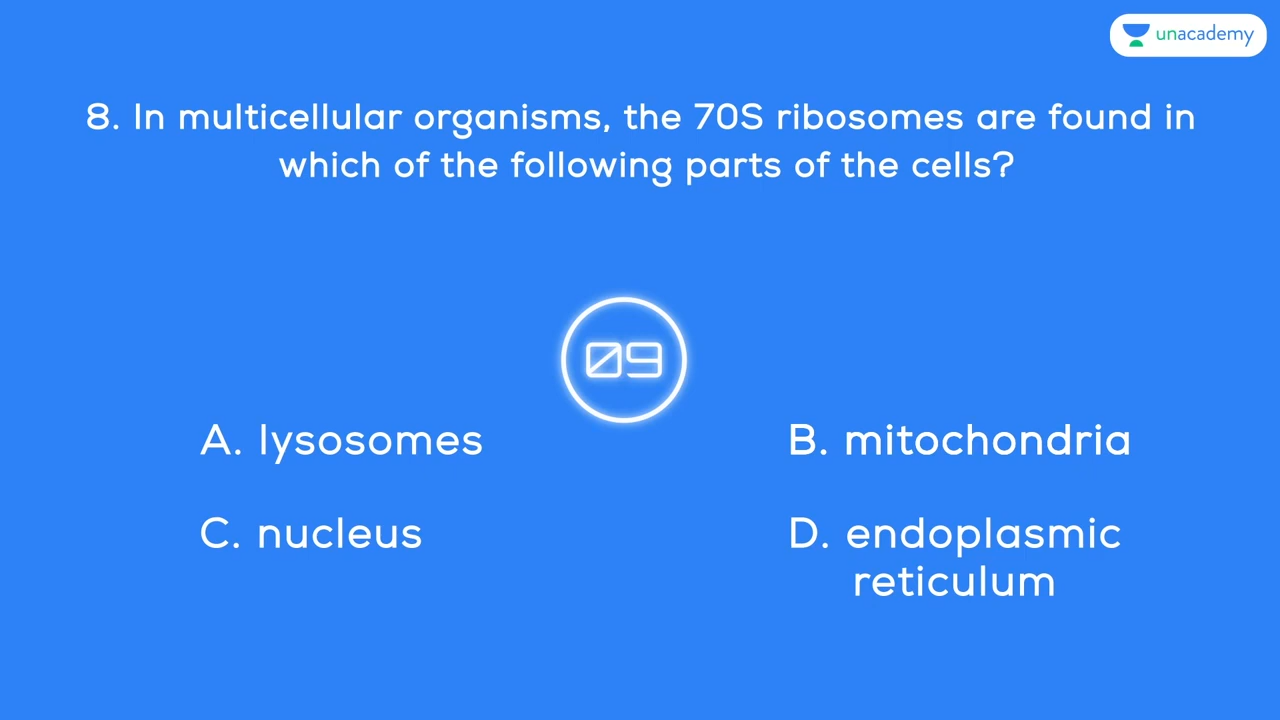 unacademy
8. In multicellular organisms, the 70S ribosomes are found in
which of the following parts of the cells?
09
A. lysosomes
B. mitochondria
C. nucleus
D. endoplasmic
reticulum